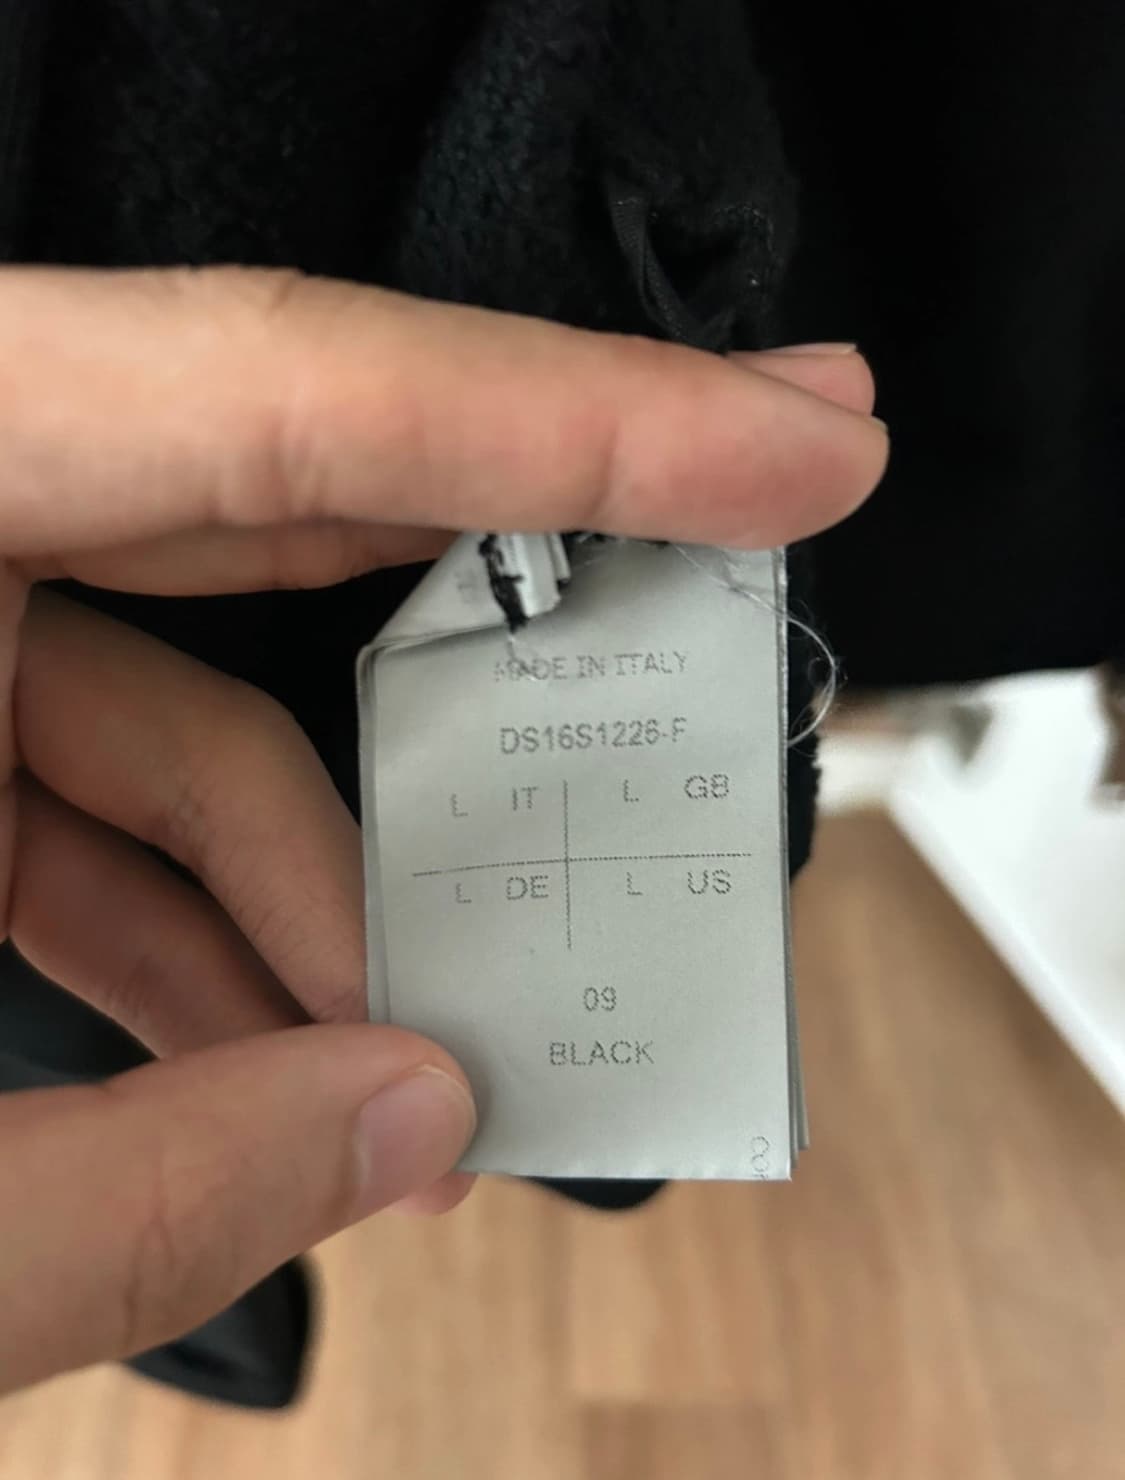 MADE IN ITALY
DS16S1226-F
L IT L GB
L DE L US
09
BLACK